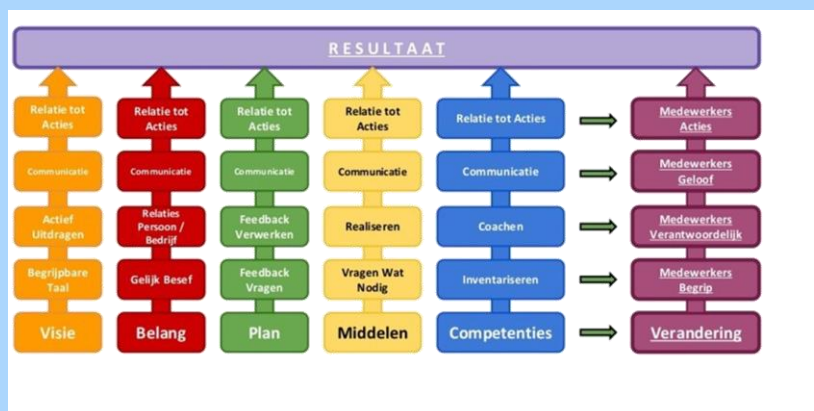 RESULTAAT
Relatie tot
Acties
Relatie tot
Acties
Relatie tot
Acties
Relatie tot
Acties
Relatie tot Acties
Medewerkers
Acties
Communicatie
Communicatie
Communicatie
Communicatie
Communicatie
Medewerkers
Geloof
Actief
Uitdragen
Relaties
Persoon /
Bedrijf
Feedback
Verwerken
Realiseren
Coachen
Medewerkers
Verantwoordelijk
Begrijpbare
Taal
Gelijk Besef
Feedback
Vragen
Vragen Wat
Nodig
Inventariseren
Medewerkers
Begrip
Visie
Belang
Plan
Middelen
Competenties
Verandering